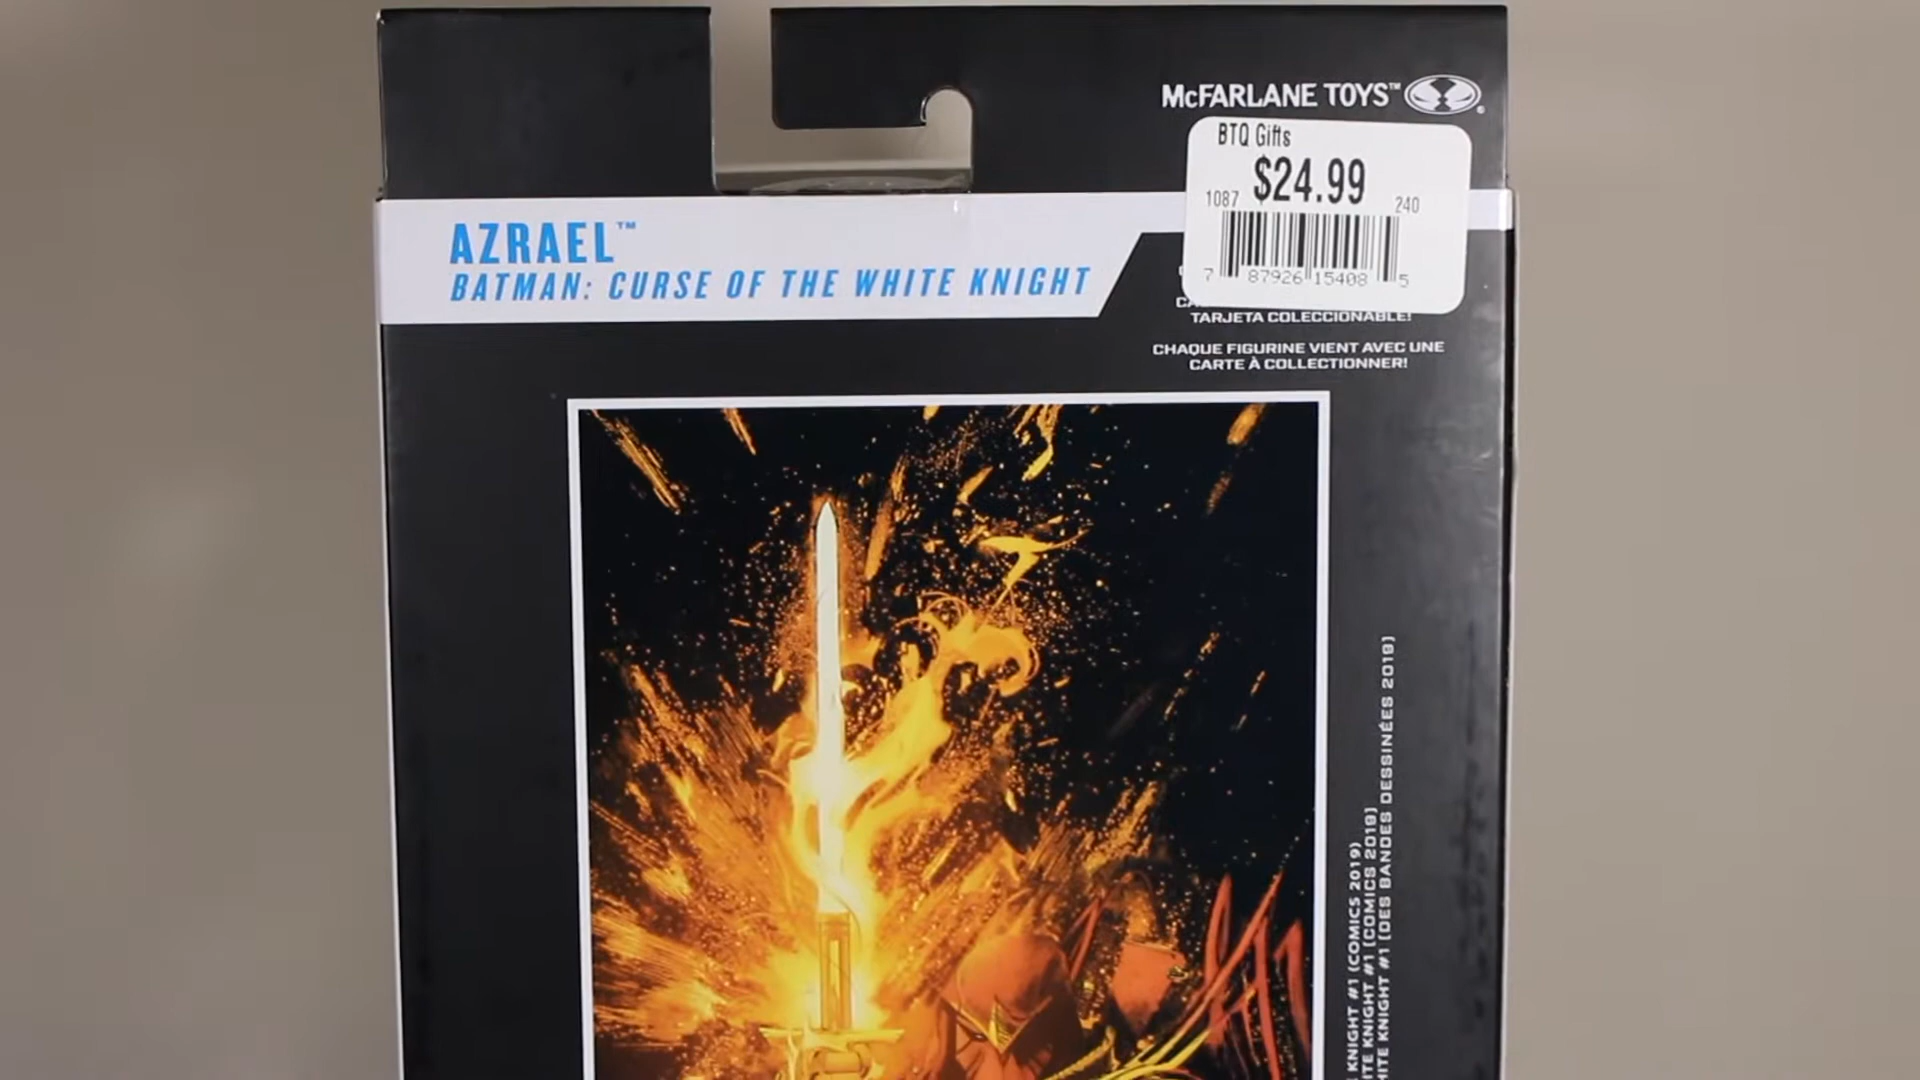 McFARLANE TOYS™
BTQ Gifts
$24.99
1087 240
7 87926 15408 5
AZRAEL™
BATMAN: CURSE OF THE WHITE KNIGHT
TARJETA COLECCIONABLE!
CHAQUE FIGURINE VIENT AVEC UNE
CARTE À COLLECTIONNER!
KNIGHT #1 (COMICS 2019)
KNIGHT #1 (COMICS 2019)
KNIGHT #1 (DES BANDES DESSINÉES 2019)